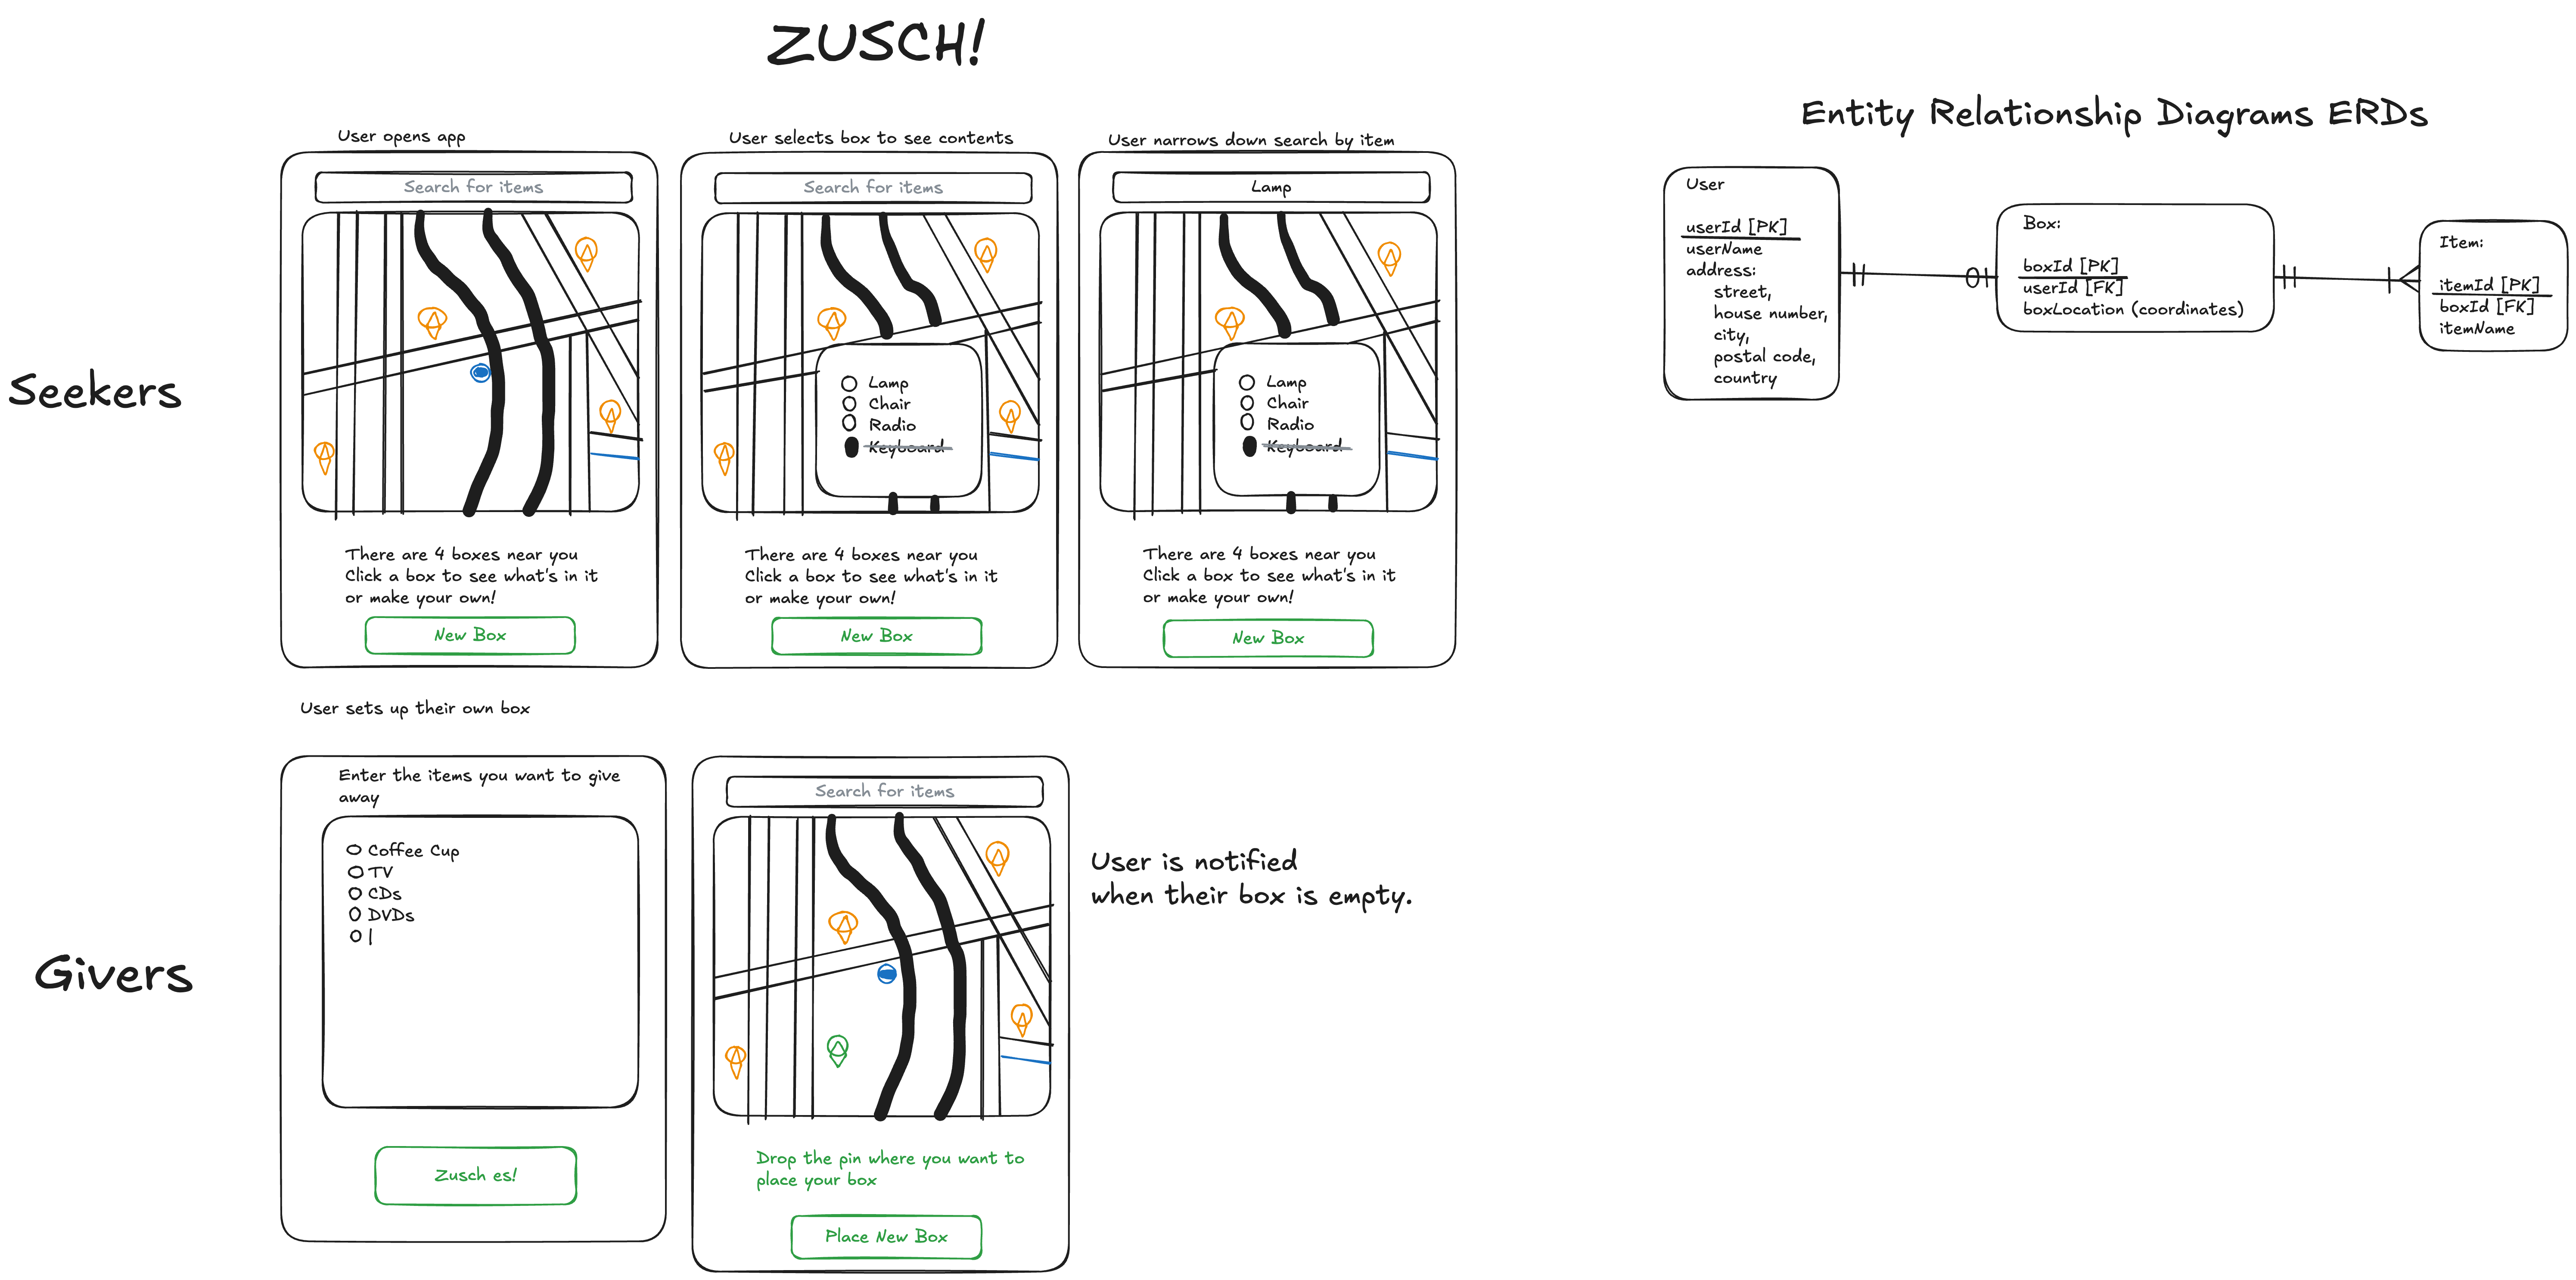 ZUSCH!
Entity Relationship Diagrams ERDs
Seekers
User opens app
Search for items
There are 4 boxes near you
Click a box to see what's in it
or make your own!
New Box
User selects box to see contents
Search for items
Lamp
Chair
Radio
Keyboard
There are 4 boxes near you
Click a box to see what's in it
or make your own!
New Box
User narrows down search by item
Lamp
Lamp
Chair
Radio
Keyboard
There are 4 boxes near you
Click a box to see what's in it
or make your own!
New Box
User
userId [PK]
userName
address:
street,
house number,
city,
postal code,
country
Box:
boxId [PK]
userId [FK]
boxLocation (coordinates)
Item:
itemId [PK]
boxId [FK]
itemName
Givers
User sets up their own box
Enter the items you want to give
away
Coffee Cup
TV
CDs
DVDs
Zusch es!
Search for items
Drop the pin where you want to
place your box
Place New Box
User is notified
when their box is empty.